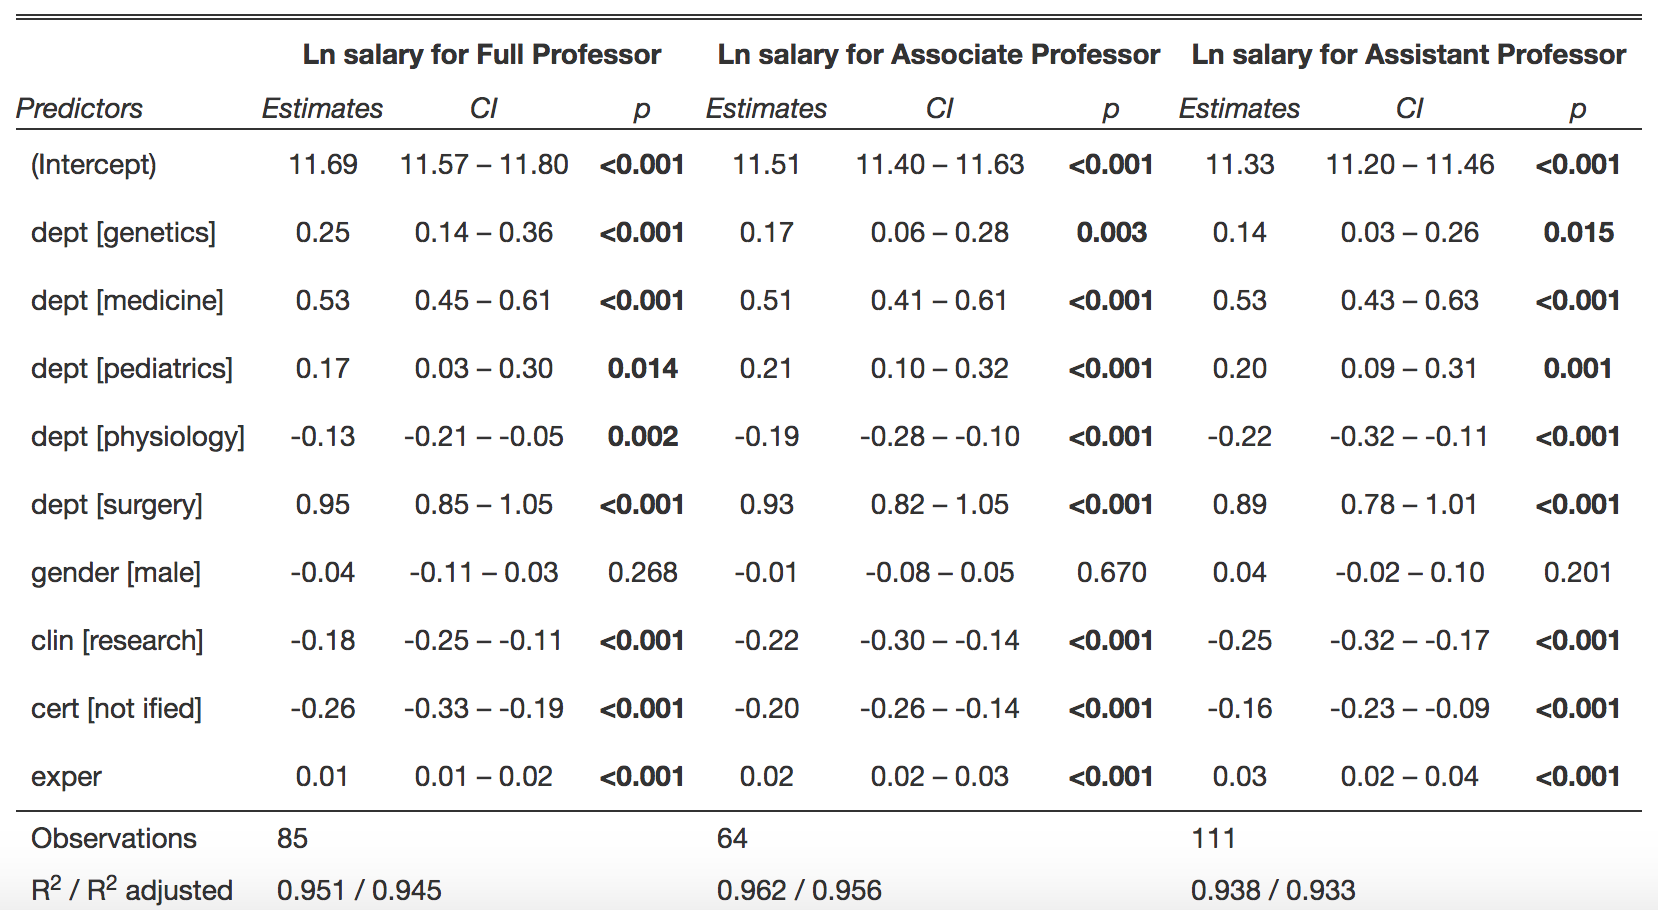 Ln salary for Full Professor Ln salary for Associate Professor Ln salary for Assistant Professor
Predictors Estimates CI p Estimates CI p Estimates CI p
(Intercept) 11.69 11.57 – 11.80 <0.001 11.51 11.40 – 11.63 <0.001 11.33 11.20 – 11.46 <0.001
dept [genetics] 0.25 0.14 – 0.36 <0.001 0.17 0.06 – 0.28 0.003 0.14 0.03 – 0.26 0.015
dept [medicine] 0.53 0.45 – 0.61 <0.001 0.51 0.41 – 0.61 <0.001 0.53 0.43 – 0.63 <0.001
dept [pediatrics] 0.17 0.03 – 0.30 0.014 0.21 0.10 – 0.32 <0.001 0.20 0.09 – 0.31 0.001
dept [physiology] -0.13 -0.21 – -0.05 0.002 -0.19 -0.28 – -0.10 <0.001 -0.22 -0.32 – -0.11 <0.001
dept [surgery] 0.95 0.85 – 1.05 <0.001 0.93 0.82 – 1.05 <0.001 0.89 0.78 – 1.01 <0.001
gender [male] -0.04 -0.11 – 0.03 0.268 -0.01 -0.08 – 0.05 0.670 0.04 -0.02 – 0.10 0.201
clin [research] -0.18 -0.25 – -0.11 <0.001 -0.22 -0.30 – -0.14 <0.001 -0.25 -0.32 – -0.17 <0.001
cert [not ified] -0.26 -0.33 – -0.19 <0.001 -0.20 -0.26 – -0.14 <0.001 -0.16 -0.23 – -0.09 <0.001
exper 0.01 0.01 – 0.02 <0.001 0.02 0.02 – 0.03 <0.001 0.03 0.02 – 0.04 <0.001
Observations 85 64 111
R² / R² adjusted 0.951 / 0.945 0.962 / 0.956 0.938 / 0.933